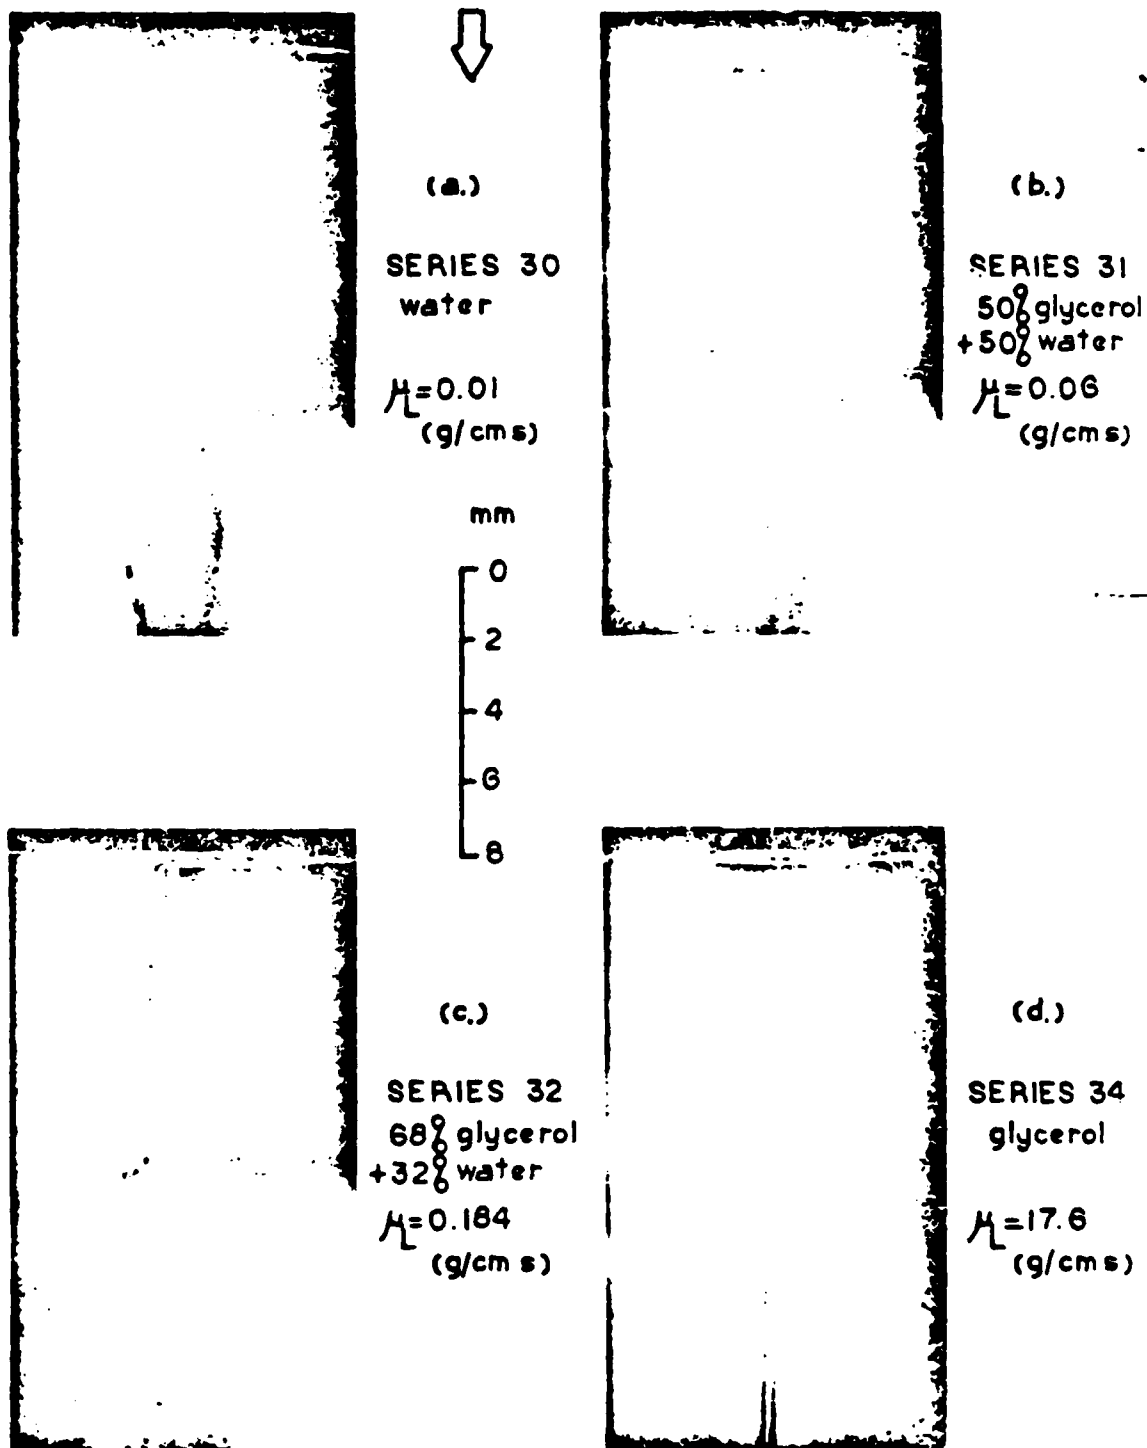 (a.)
SERIES 30
water
μL=0.01
(g/cm s)
(b.)
SERIES 31
50% glycerol
+50% water
μL=0.06
(g/cm s)
mm
0
2
4
6
8
(c.)
SERIES 32
68% glycerol
+32% water
μL=0.184
(g/cm s)
(d.)
SERIES 34
glycerol
μL=17.6
(g/cm s)